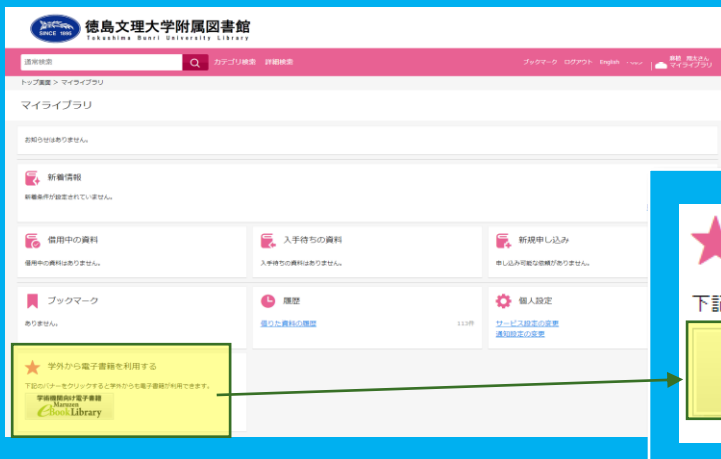 SINCE 1895
徳島文理大学附属図書館
Tokushima Bunri University Library
通常検索
カテゴリ検索 詳細検索
ブックマーク ログアウト English
マイライブラリ
トップ画面 > マイライブラリ
マイライブラリ
お知らせはありません。
新着情報
新着条件が設定されていません。
借用中の資料
入手待ちの資料
新規申し込み
借用中の資料はありません。
入手待ちの資料はありません。
申し込み可能な依頼がありません。
ブックマーク
履歴
個人設定
ありません。
借りた資料の履歴
113件
サービス設定の変更
通知設定の変更
学外から電子書籍を利用する
下記のバナーをクリックすると学外からも電子書籍が利用できます。
学術機関向け電子書籍
Maruzen
eBook Library
下記